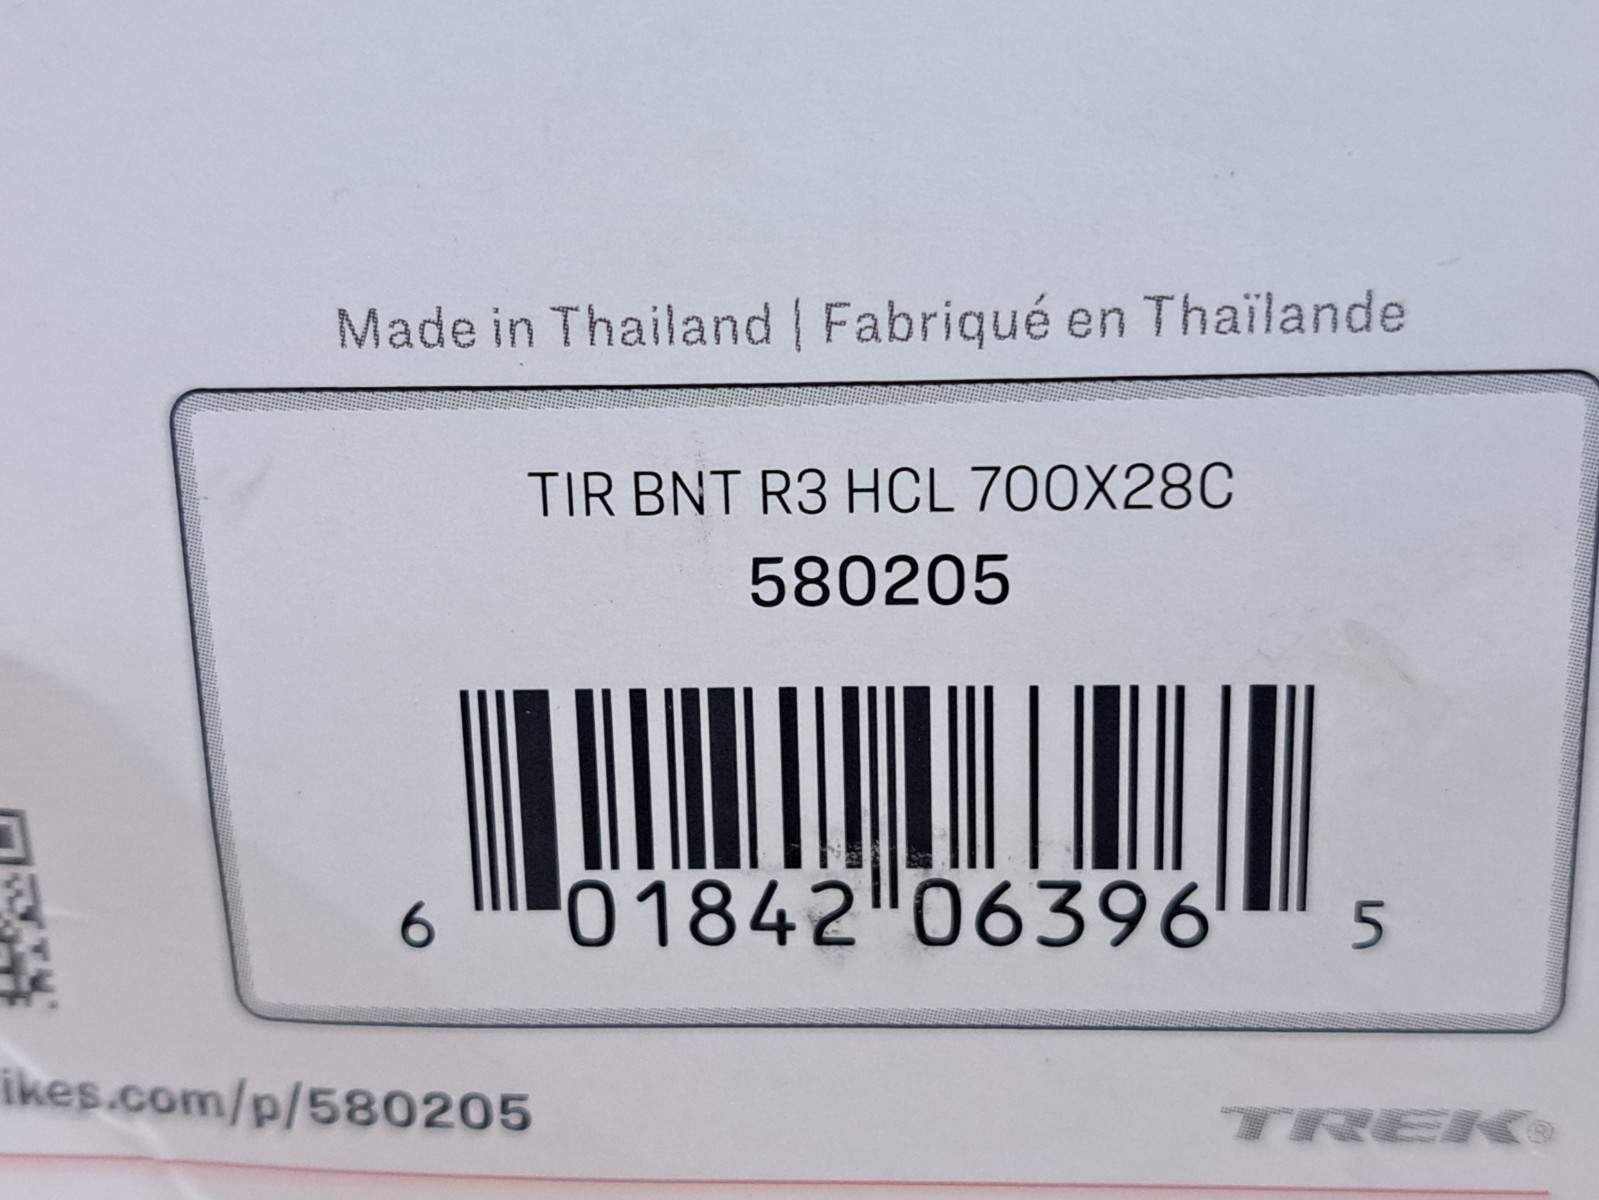 Made in Thailand | Fabriqué en Thaïlande
TIR BNT R3 HCL 700X28C
580205
6 01842 06396 5
ikes.com/p/580205
TREK®